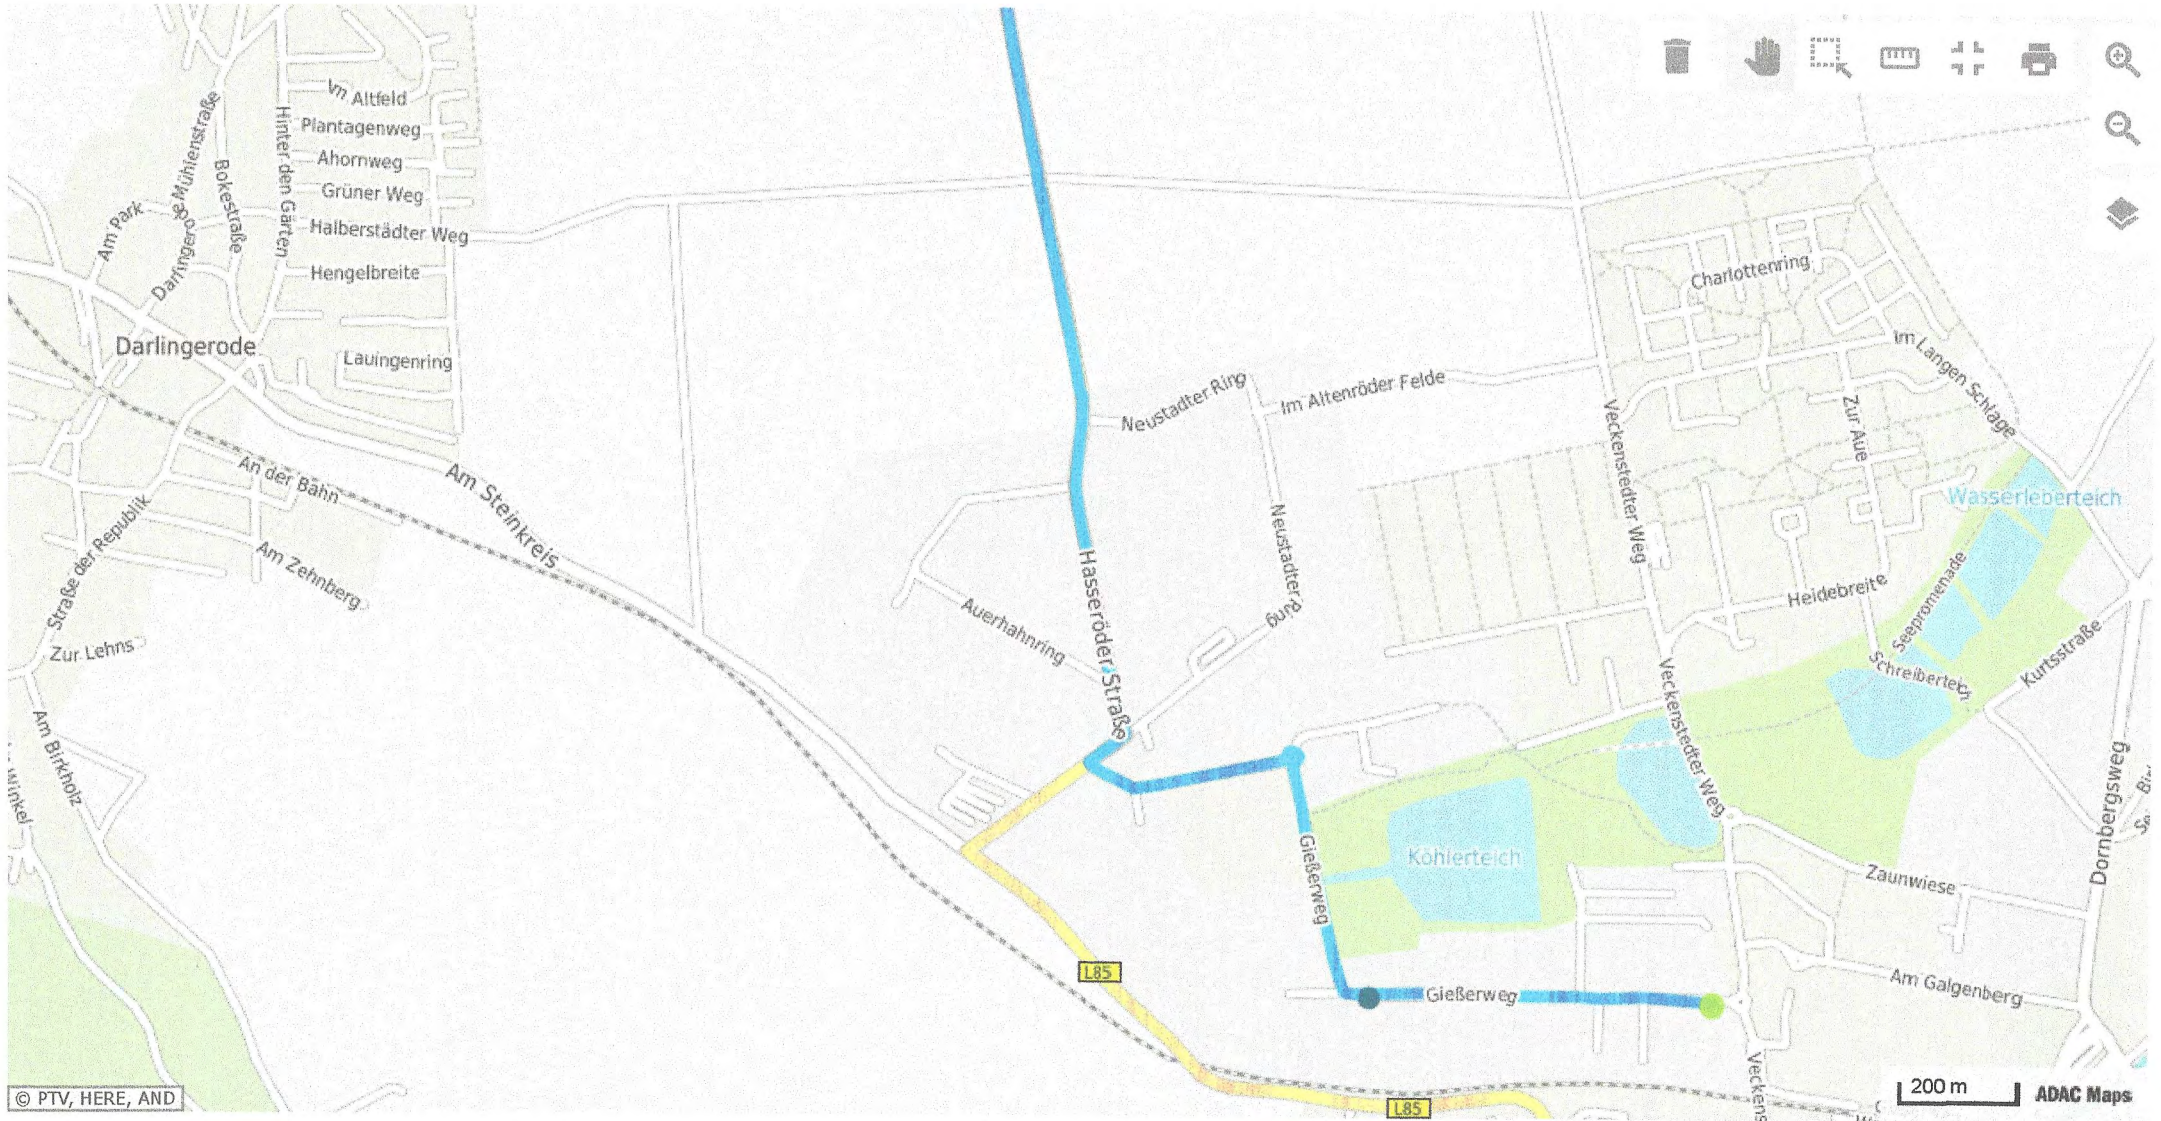 Vn Altfeld
Plantagenweg
Ahornweg
Grüner Weg
Halberstädter Weg
Hengelbreite
Hinter den Gärten
Bokestraße
Am Park
Darlingeroder Mühlenstraße
Darlingerode
Lauingenring
An der Bahn
Am Steinkreis
Straße der Republik
Am Zehnberg
Zur Lehns
Am Birkholz
Winkel
Neustadter Ring
Im Altenröder Felde
Neustadter Ring
Hasseröder Straße
Auerhahnring
Veckenstedter Weg
Charlottenring
Im Langen Schlage
Zur Aue
Wasserleberteich
Heidebreite
Seepromenade
Schreiberteich
Kurtsstraße
Veckenstedter Weg
Dornbergsweg
Köhlerteich
Gießerweg
Zaunwiese
L85
Gießerweg
Am Galgenberg
Veckens
L85
© PTV, HERE, AND
200 m
ADAC Maps